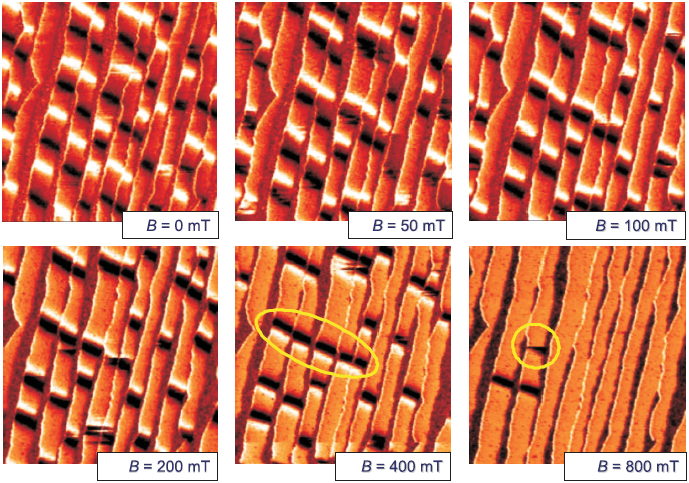 B = 0 mT
B = 50 mT
B = 100 mT
B = 200 mT
B = 400 mT
B = 800 mT